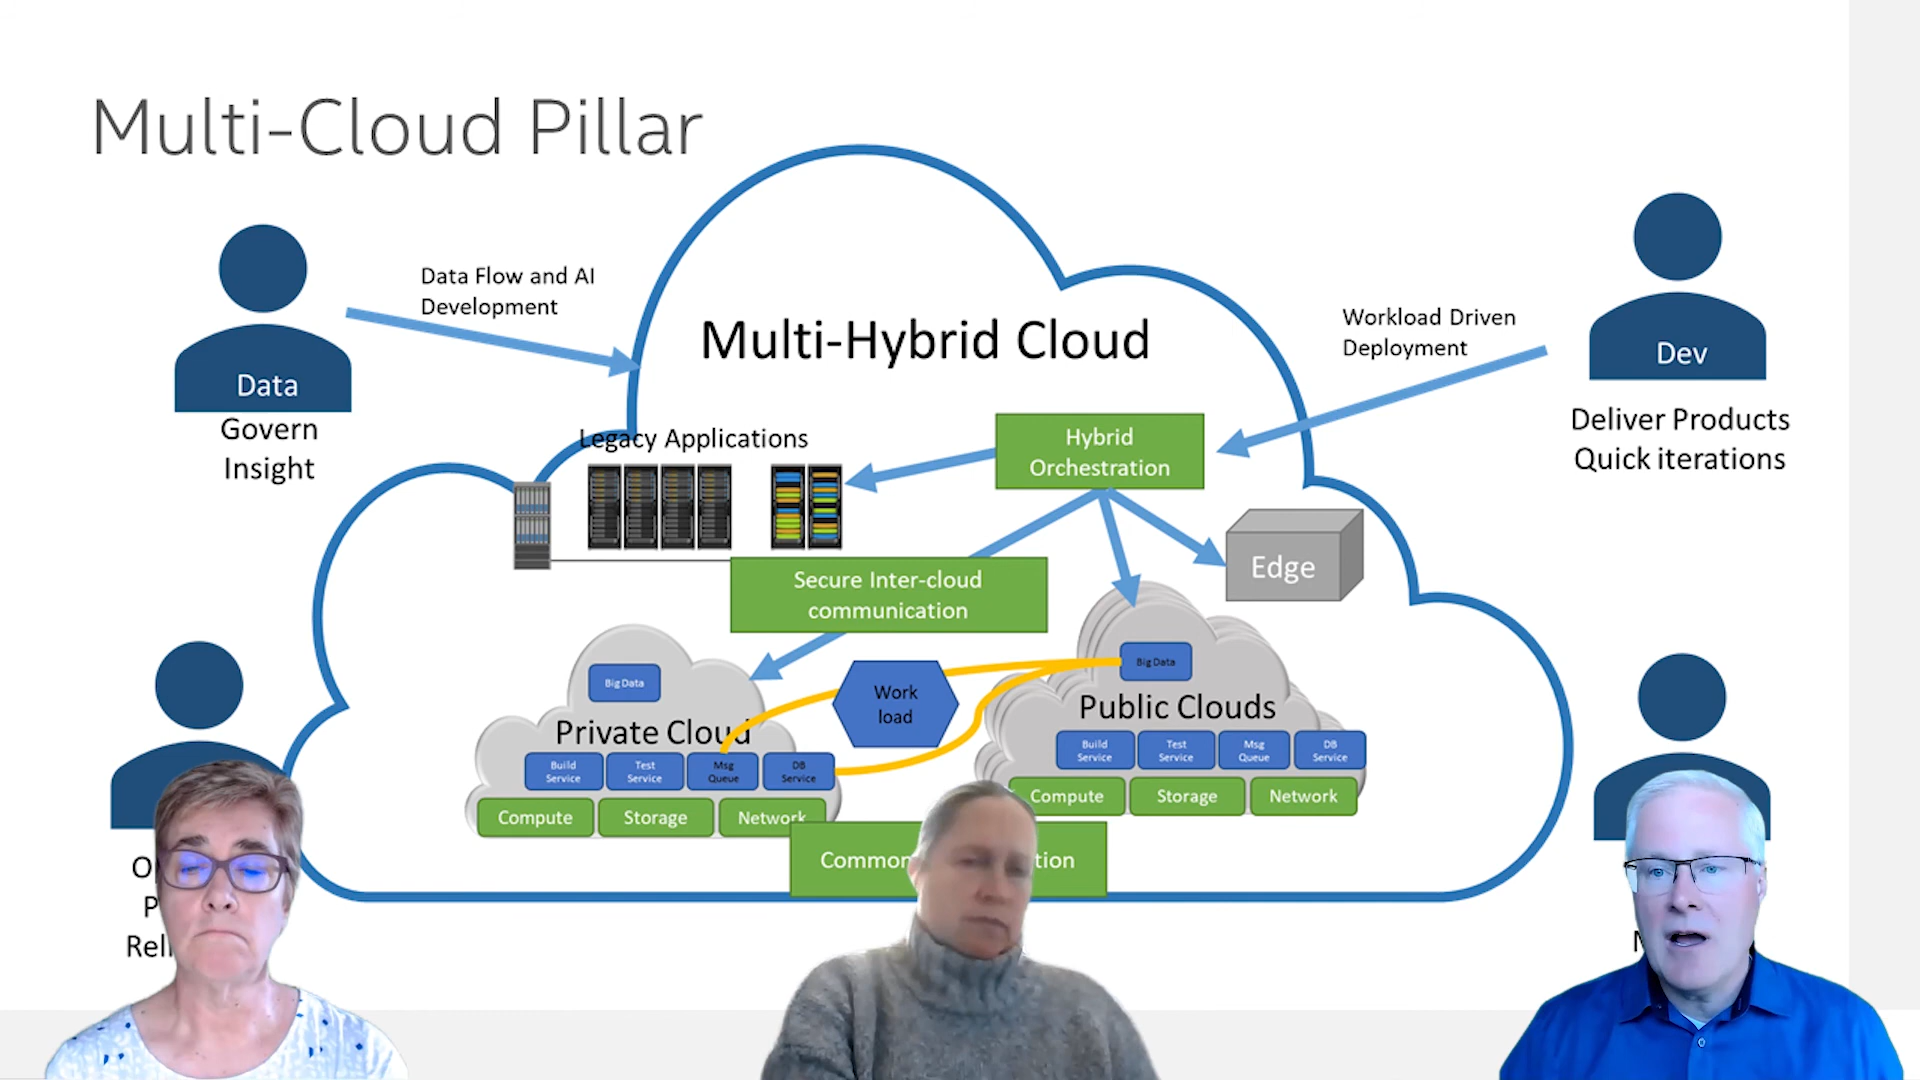 Multi-Cloud Pillar
Data Flow and AI
Development
Multi-Hybrid Cloud
Workload Driven
Deployment
Data
Govern
Insight
Dev
Deliver Products
Quick iterations
Legacy Applications
Hybrid
Orchestration
Edge
Secure Inter-cloud
communication
Big Data
Private Cloud
Build
Service
Test
Service
Msg
Queue
DB
Service
Compute
Storage
Network
Work
load
Big Data
Public Clouds
Build
Service
Test
Service
Msg
Queue
DB
Service
Compute
Storage
Network